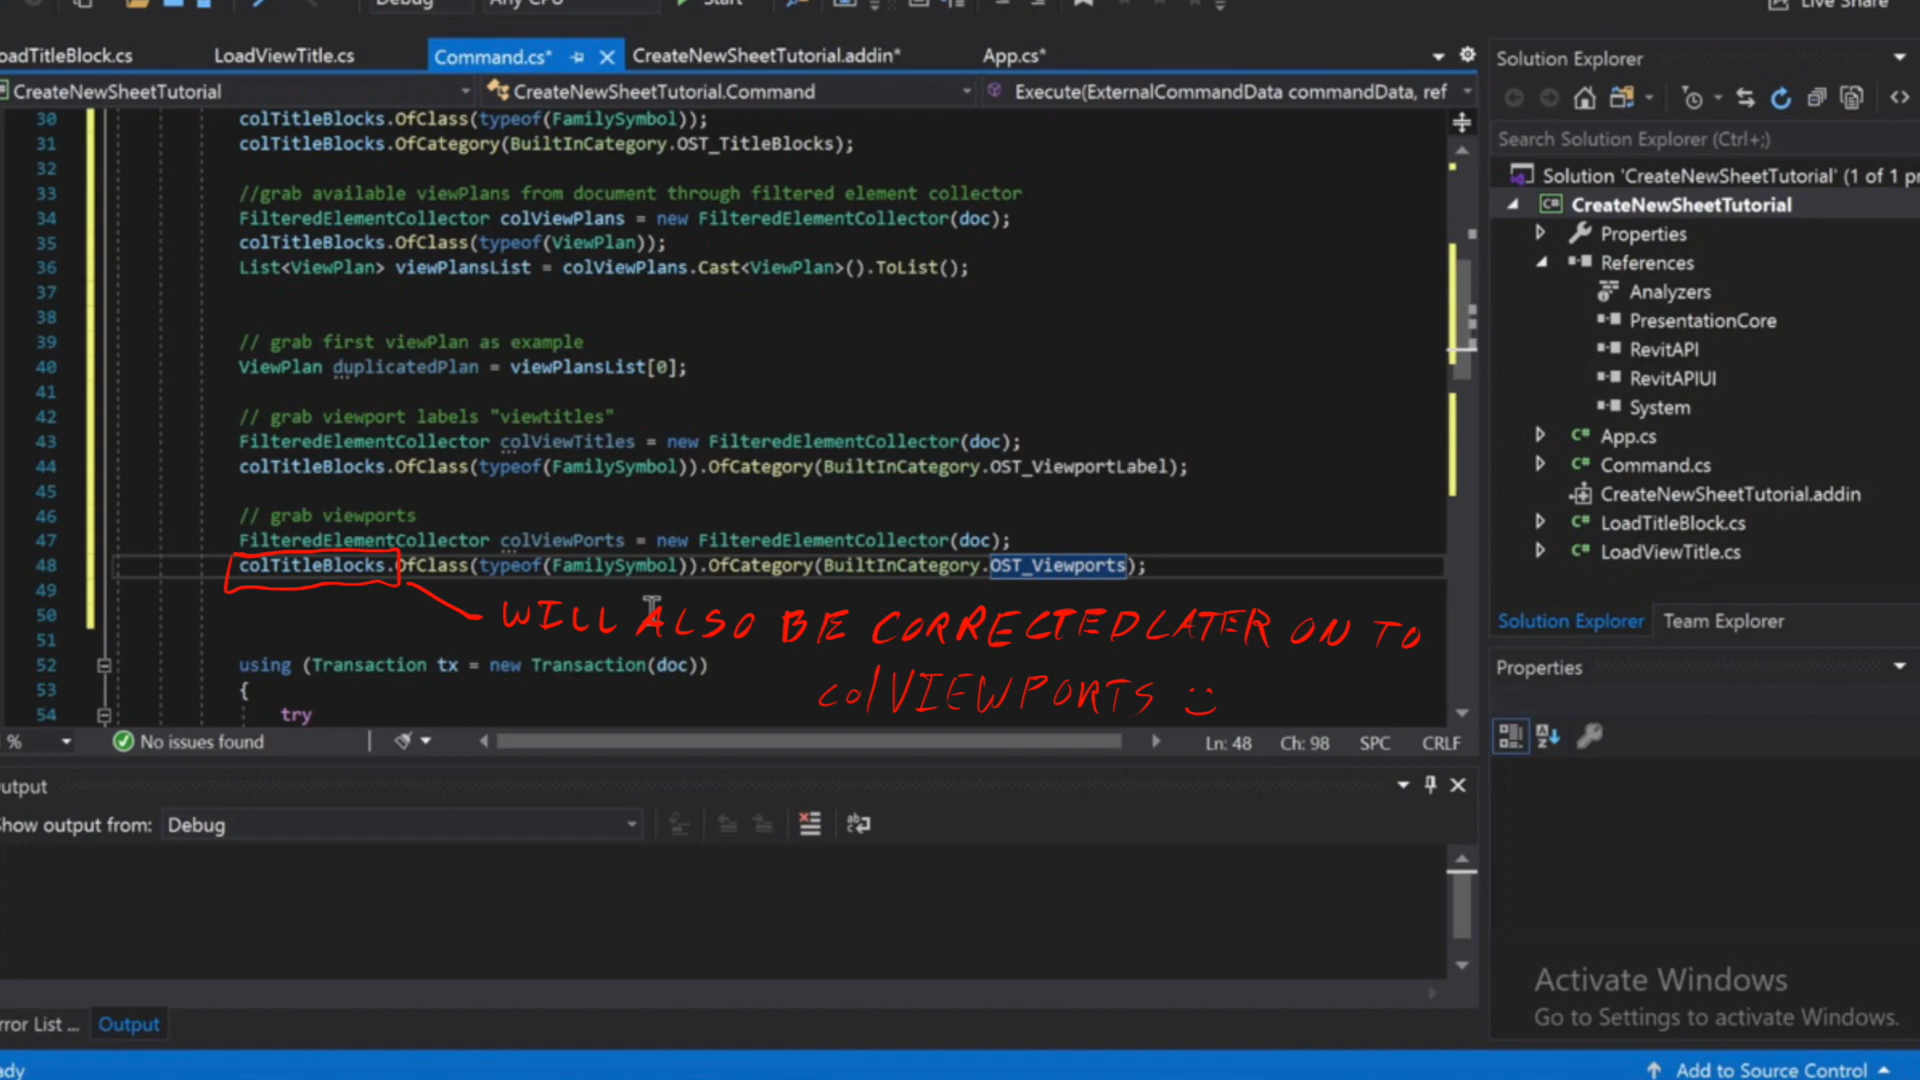 Debug
Any CPU
Start
Live Share
oadTitleBlock.cs
LoadViewTitle.cs
Command.cs*
CreateNewSheetTutorial.addin*
App.cs*
CreateNewSheetTutorial
CreateNewSheetTutorial.Command
Execute(ExternalCommandData commandData, ref
30 colTitleBlocks.OfClass(typeof(FamilySymbol));
31 colTitleBlocks.OfCategory(BuiltInCategory.OST_TitleBlocks);
32
33 //grab available viewPlans from document through filtered element collector
34 FilteredElementCollector colViewPlans = new FilteredElementCollector(doc);
35 colTitleBlocks.OfClass(typeof(ViewPlan));
36 List<ViewPlan> viewPlansList = colViewPlans.Cast<ViewPlan>().ToList();
37
38
39 // grab first viewPlan as example
40 ViewPlan duplicatedPlan = viewPlansList[0];
41
42 // grab viewport labels "viewtitles"
43 FilteredElementCollector colViewTitles = new FilteredElementCollector(doc);
44 colTitleBlocks.OfClass(typeof(FamilySymbol)).OfCategory(BuiltInCategory.OST_ViewportLabel);
45
46 // grab viewports
47 FilteredElementCollector colViewPorts = new FilteredElementCollector(doc);
48 colTitleBlocks.OfClass(typeof(FamilySymbol)).OfCategory(BuiltInCategory.OST_Viewports);
49
50
51
52 using (Transaction tx = new Transaction(doc))
53 {
54 try
WILL ALSO BE CORRECTED LATER ON TO
colVIEWPORTS
%
No issues found
Ln: 48
Ch: 98
SPC
CRLF
utput
how output from:
Debug
rror List ...
Output
Solution Explorer
Search Solution Explorer (Ctrl+;)
Solution 'CreateNewSheetTutorial' (1 of 1 pr
CreateNewSheetTutorial
Properties
References
Analyzers
PresentationCore
RevitAPI
RevitAPIUI
System
App.cs
Command.cs
CreateNewSheetTutorial.addin
LoadTitleBlock.cs
LoadViewTitle.cs
Solution Explorer
Team Explorer
Properties
Activate Windows
Go to Settings to activate Windows.
ady
Add to Source Control